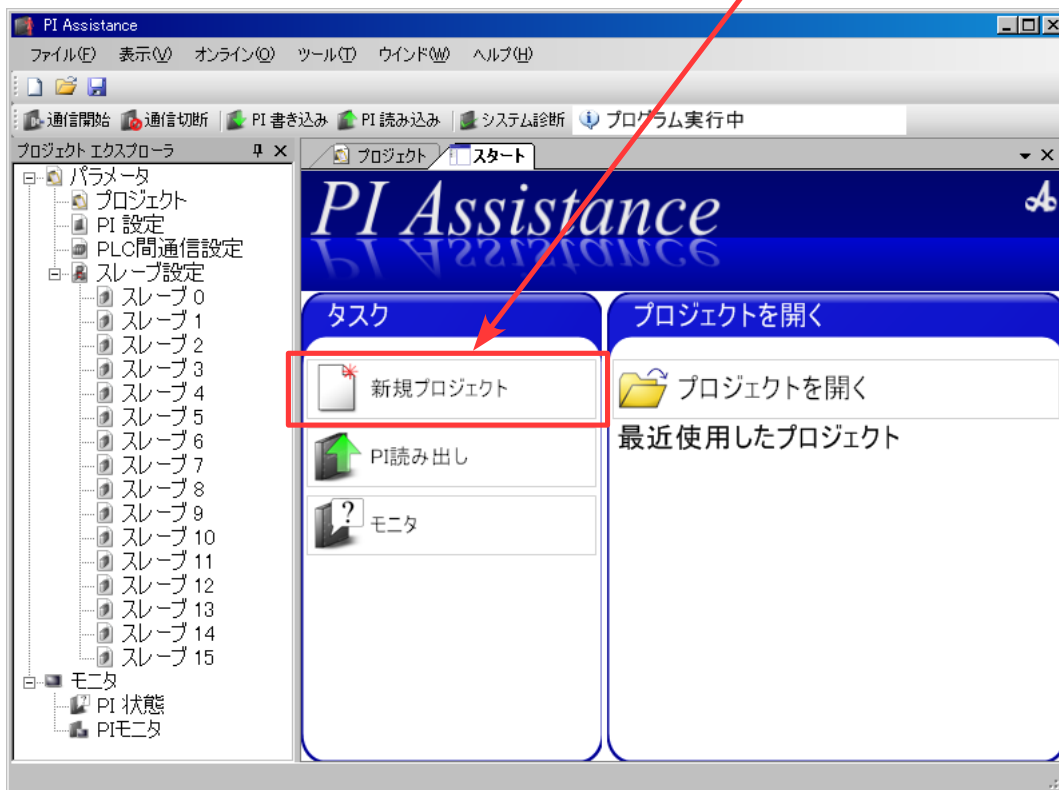 PI Assistance
ファイル(F) 表示(V) オンライン(O) ツール(T) ウインド(W) ヘルプ(H)
通信開始 通信切断 PI 書き込み PI 読み込み システム診断 プログラム実行中
プロジェクト エクスプローラ
プロジェクト スタート
パラメータ
プロジェクト
PI 設定
PLC間通信設定
スレーブ設定
スレーブ 0
スレーブ 1
スレーブ 2
スレーブ 3
スレーブ 4
スレーブ 5
スレーブ 6
スレーブ 7
スレーブ 8
スレーブ 9
スレーブ 10
スレーブ 11
スレーブ 12
スレーブ 13
スレーブ 14
スレーブ 15
モニタ
PI 状態
PIモニタ
PI Assistance
タスク
新規プロジェクト
PI読み出し
モニタ
プロジェクトを開く
プロジェクトを開く
最近使用したプロジェクト